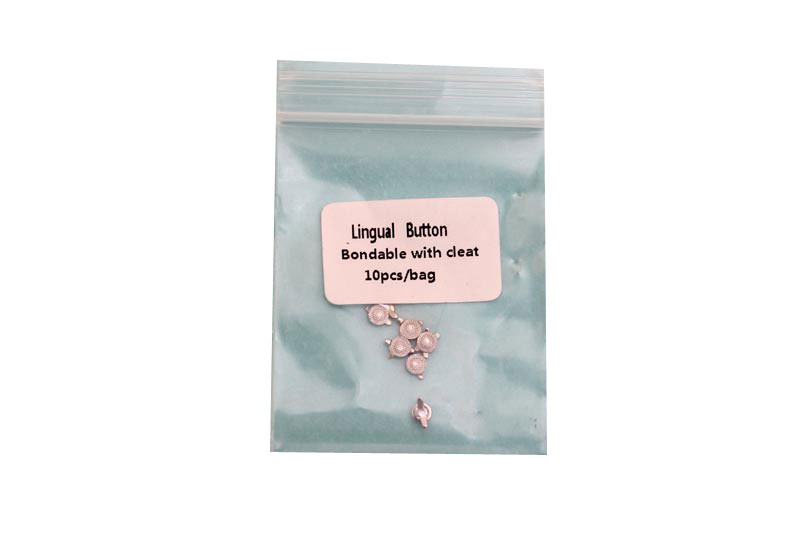 Lingual Button
Bondable with cleat
10pcs/bag